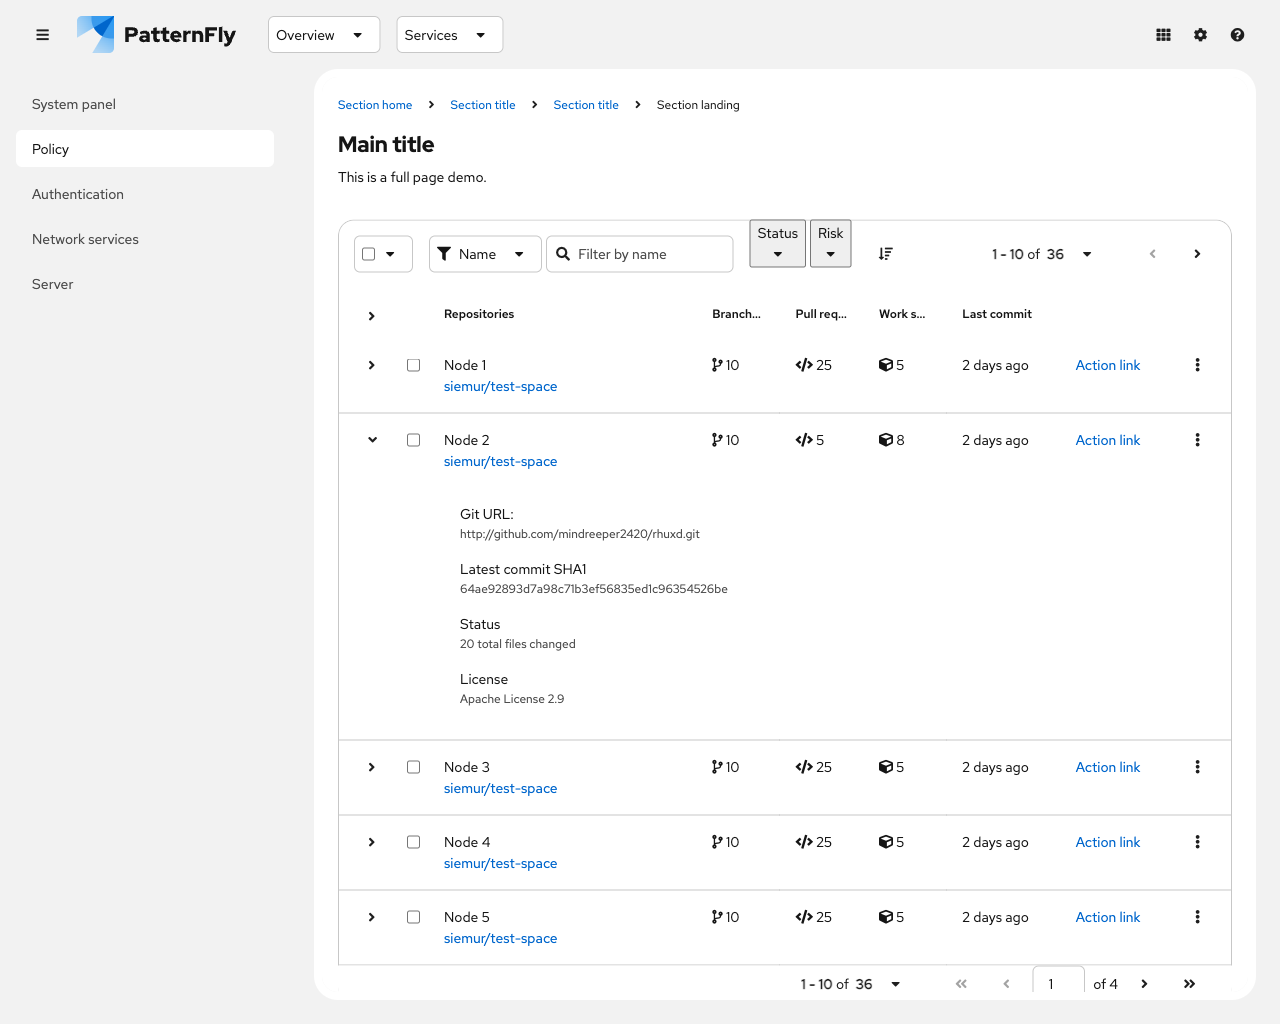 PatternFly Overview Services
System panel
Policy
Authentication
Network services
Server
Section home Section title Section title Section landing
Main title
This is a full page demo.
Name Filter by name Status Risk 1 - 10 of 36
Repositories Branch... Pull req... Work s... Last commit
Node 1 10 25 5 2 days ago Action link
siemur/test-space
Node 2 10 5 8 2 days ago Action link
siemur/test-space
Git URL:
http://github.com/mindreeper2420/rhuxd.git
Latest commit SHA1
64ae92893d7a98c71b3ef56835ed1c96354526be
Status
20 total files changed
License
Apache License 2.9
Node 3 10 25 5 2 days ago Action link
siemur/test-space
Node 4 10 25 5 2 days ago Action link
siemur/test-space
Node 5 10 25 5 2 days ago Action link
siemur/test-space
1 - 10 of 36 1 of 4